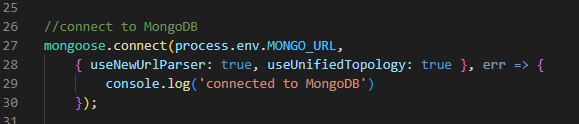 25
26 //connect to MongoDB
27 mongoose.connect(process.env.MONGO_URL,
28     { useNewUrlParser: true, useUnifiedTopology: true }, err => {
29         console.log('connected to MongoDB')
30     });
31